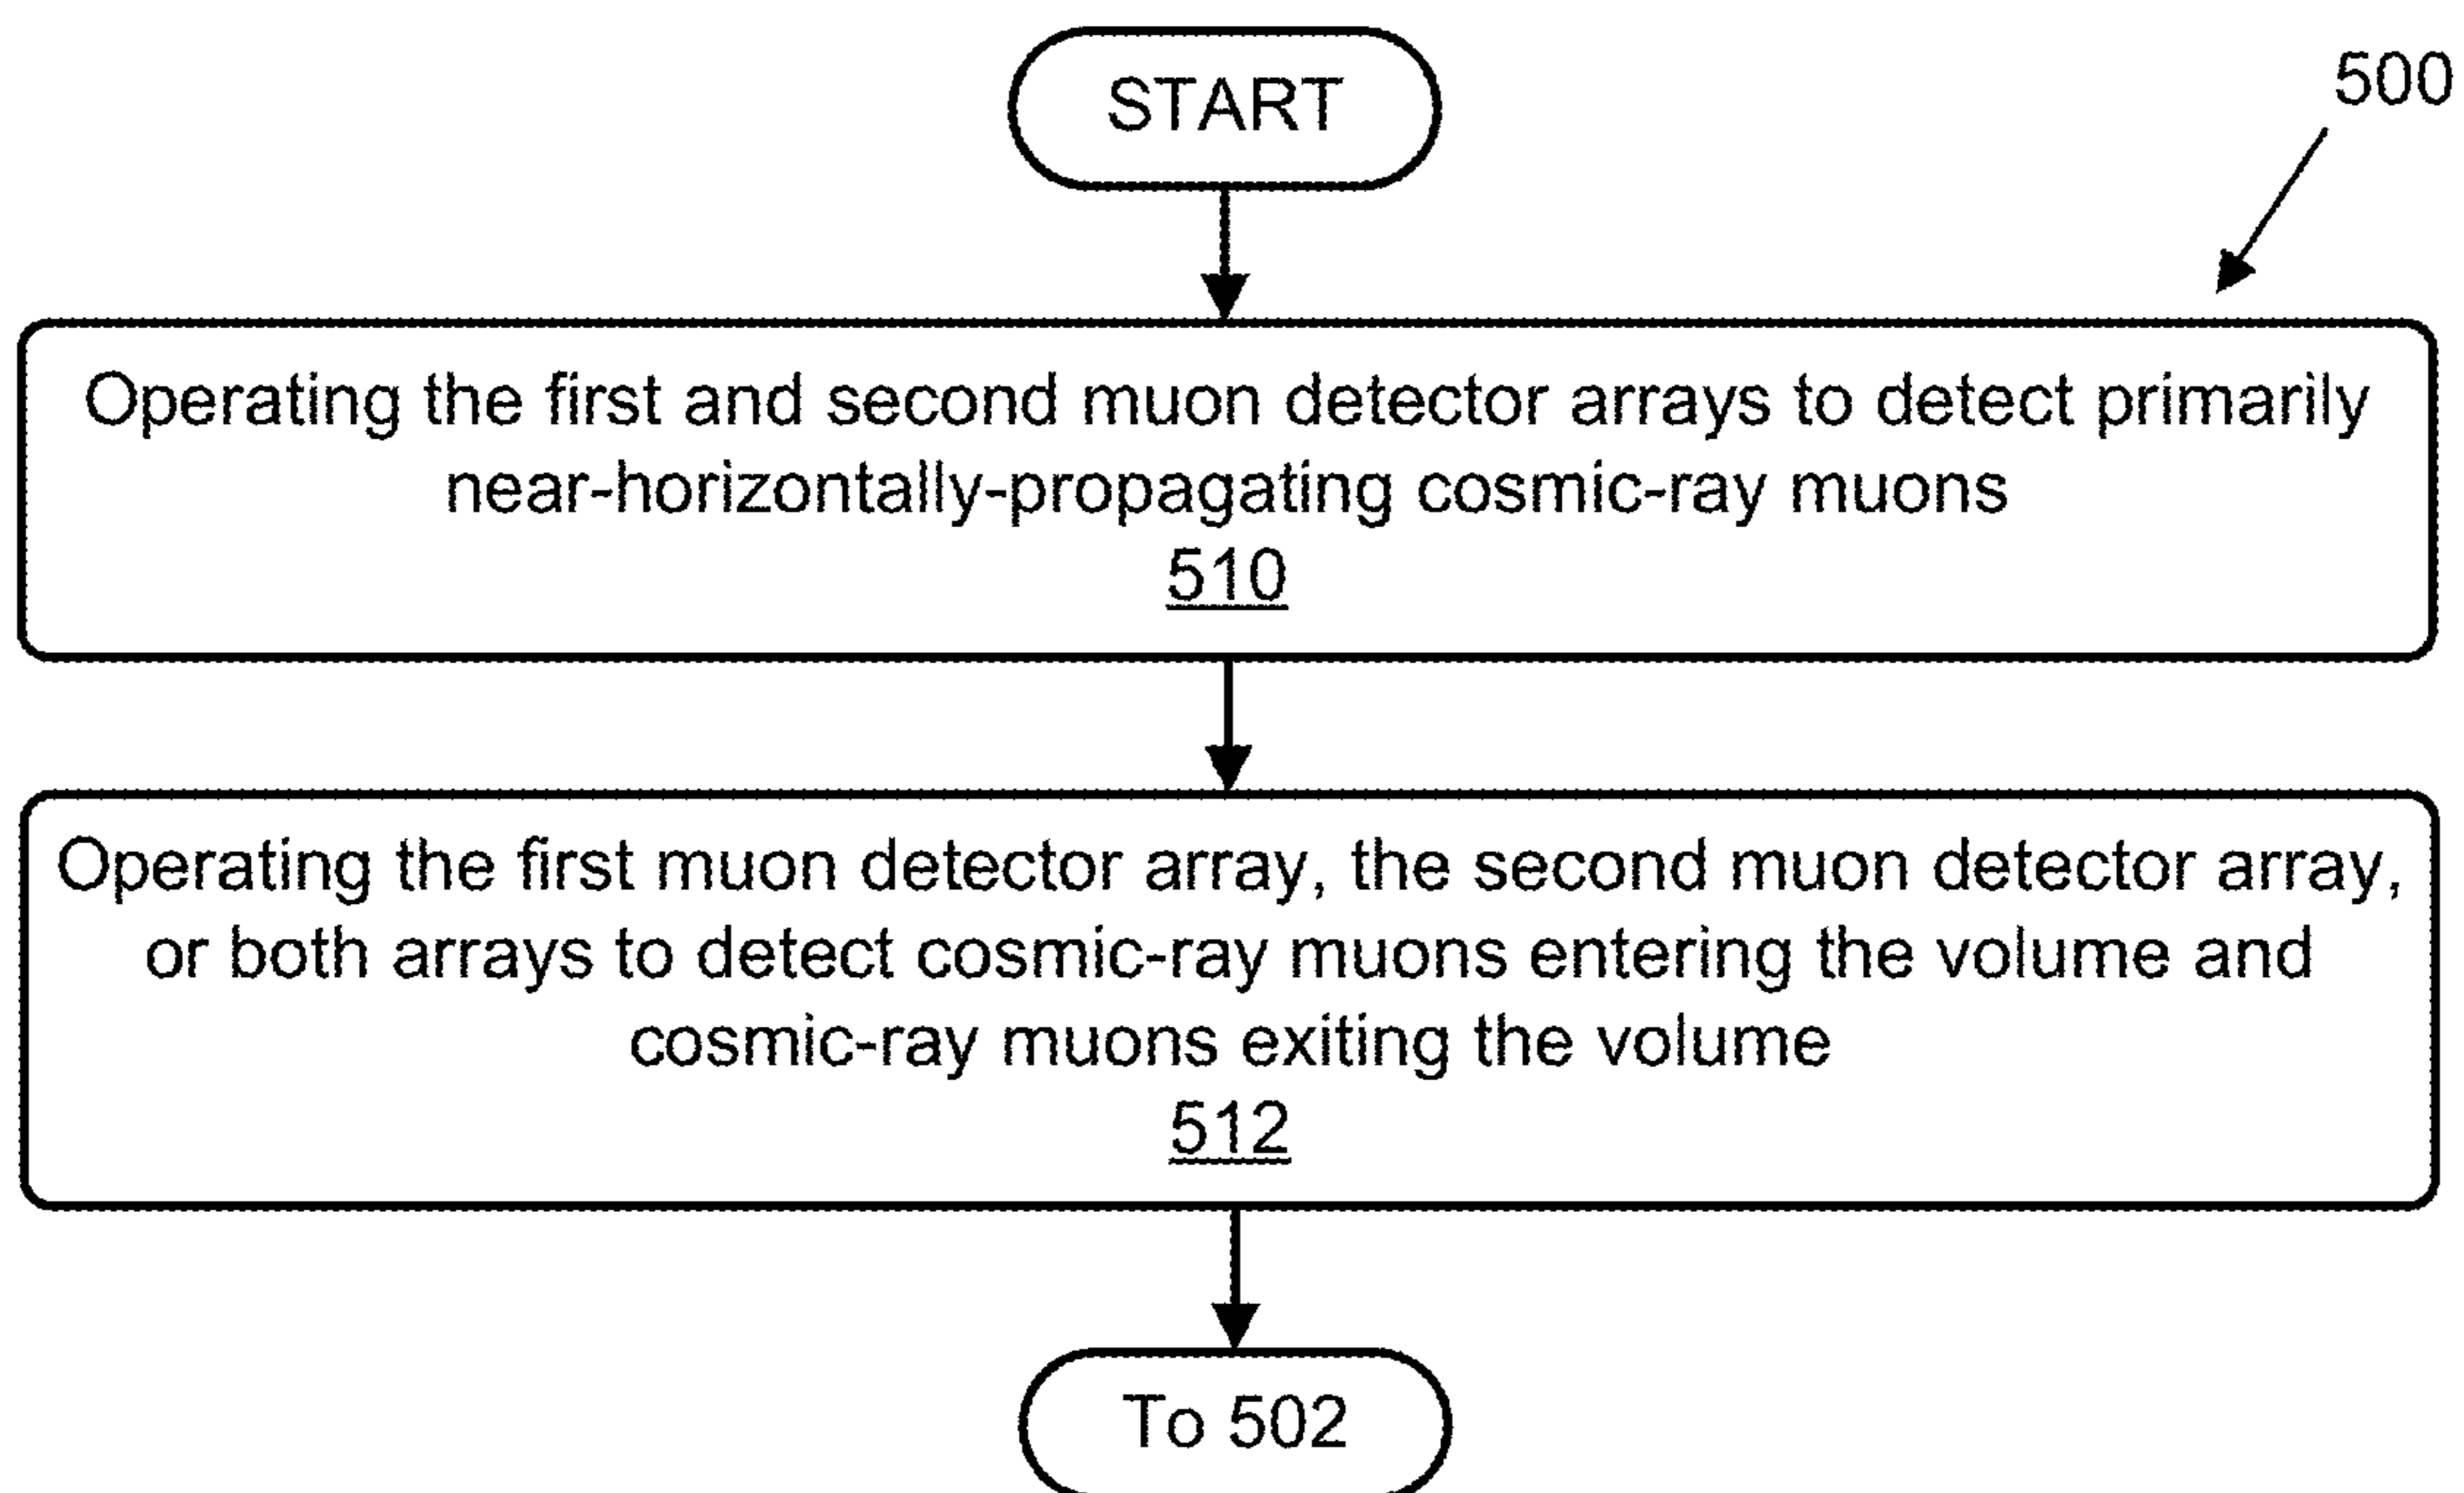 START
500
Operating the first and second muon detector arrays to detect primarily
near-horizontally-propagating cosmic-ray muons
510
Operating the first muon detector array, the second muon detector array,
or both arrays to detect cosmic-ray muons entering the volume and
cosmic-ray muons exiting the volume
512
To 502